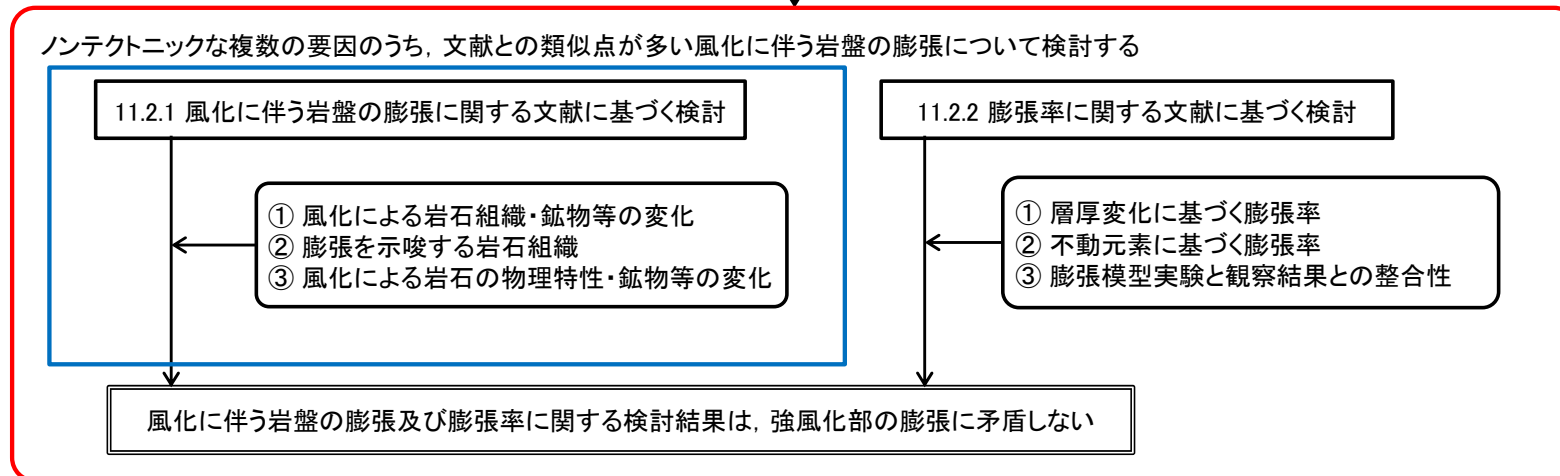 ノンテクトニックな複数の要因のうち，文献との類似点が多い風化に伴う岩盤の膨張について検討する
11.2.1 風化に伴う岩盤の膨張に関する文献に基づく検討
① 風化による岩石組織・鉱物等の変化
② 膨張を示唆する岩石組織
③ 風化による岩石の物理特性・鉱物等の変化
11.2.2 膨張率に関する文献に基づく検討
① 層厚変化に基づく膨張率
② 不動元素に基づく膨張率
③ 膨張模型実験と観察結果との整合性
風化に伴う岩盤の膨張及び膨張率に関する検討結果は，強風化部の膨張に矛盾しない